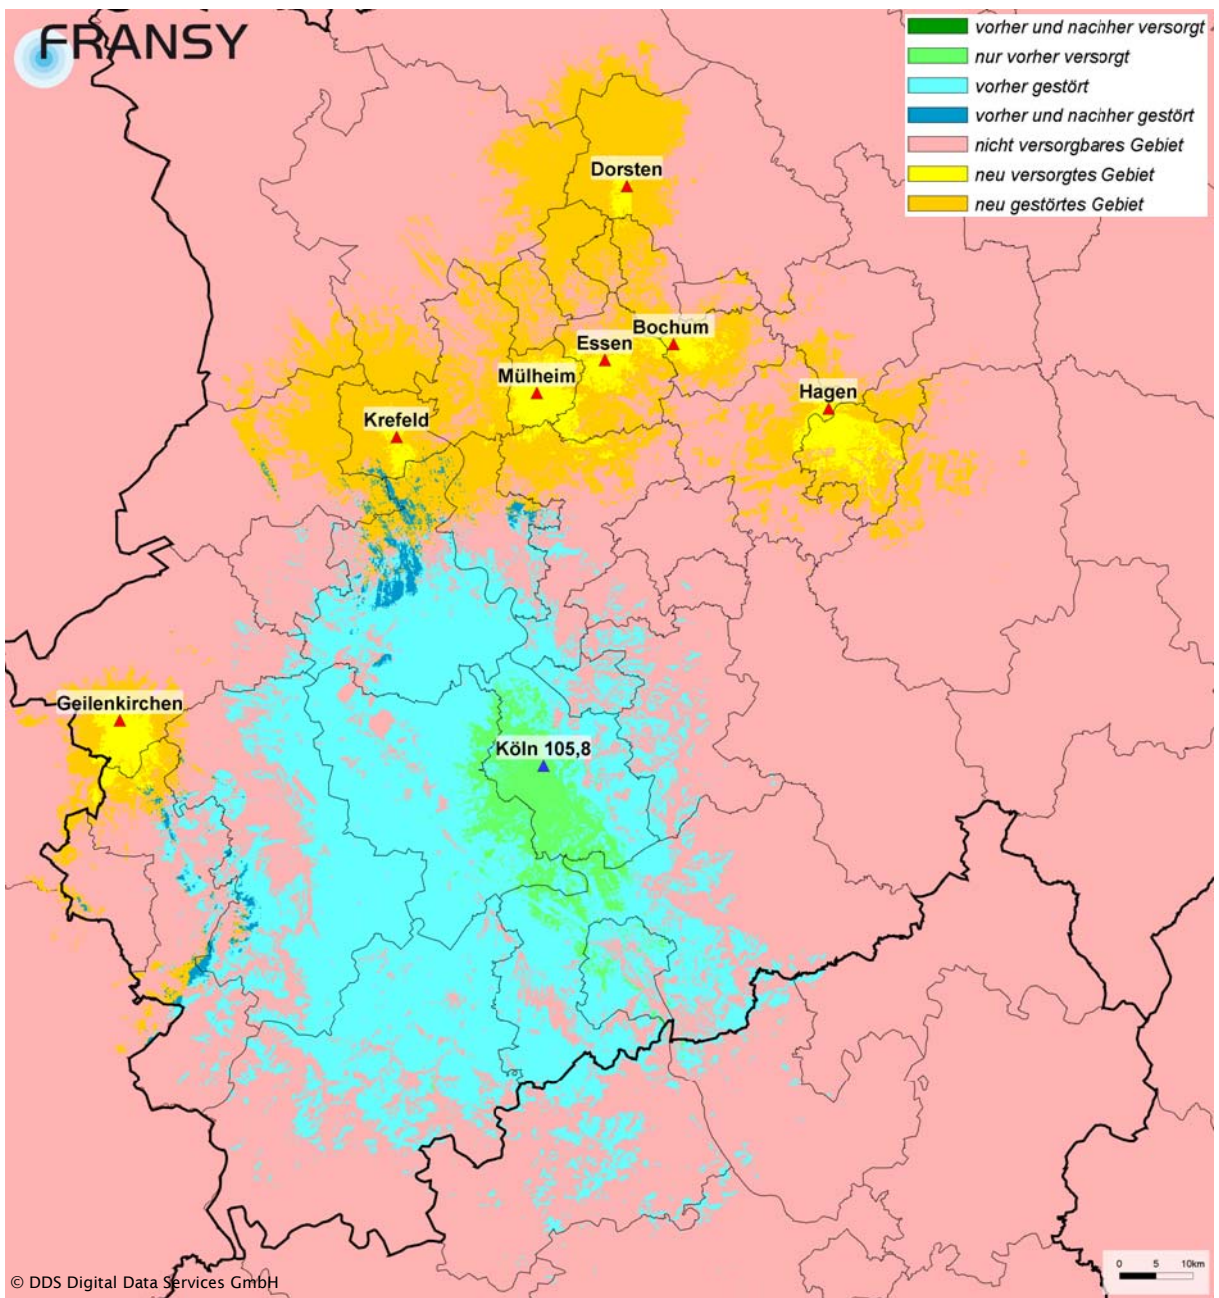 FRANSY
vorher und nachher versorgt
nur vorher versorgt
vorher gestört
vorher und nachher gestört
nicht versorgbares Gebiet
neu versorgtes Gebiet
neu gestörtes Gebiet
Dorsten
Bochum
Essen
Mülheim
Hagen
Krefeld
Geilenkirchen
Köln 105,8
0 5 10km
© DDS Digital Data Services GmbH